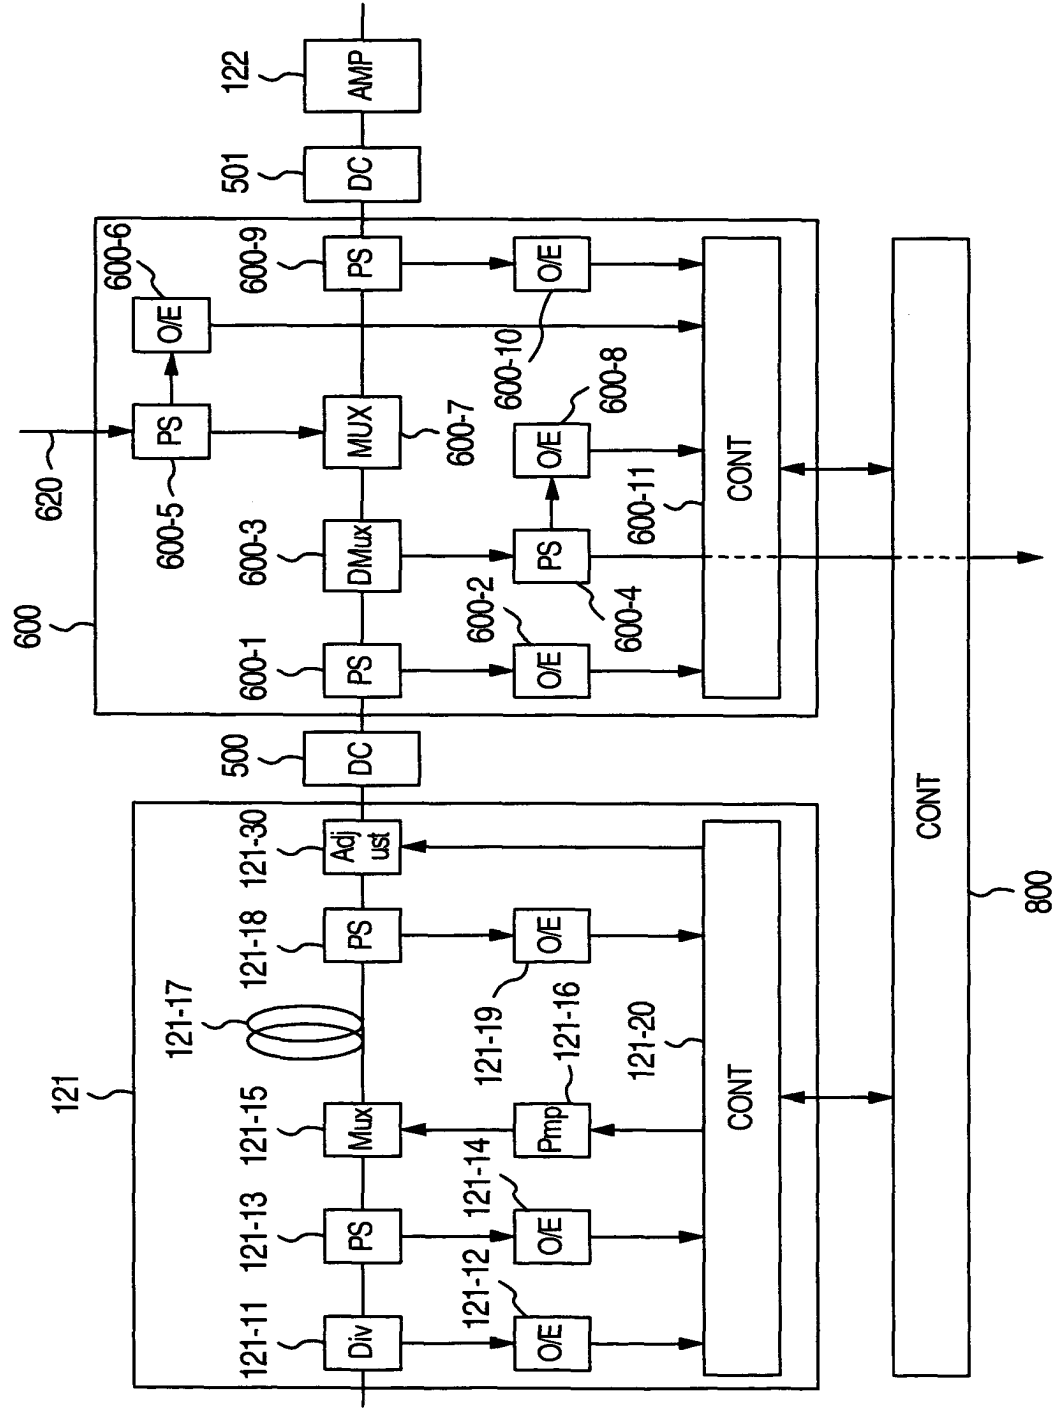 121
121-11
Div
121-12
O/E
121-13
PS
121-14
O/E
121-15
Mux
121-16
Pmp
121-17
121-18
PS
121-19
O/E
121-30
Adj
ust
121-20
CONT
500
DC
600
600-1
PS
600-2
O/E
600-3
DMux
600-4
PS
620
600-5
PS
600-6
O/E
600-7
MUX
600-8
O/E
600-9
PS
600-10
O/E
600-11
CONT
501
DC
122
AMP
CONT
800